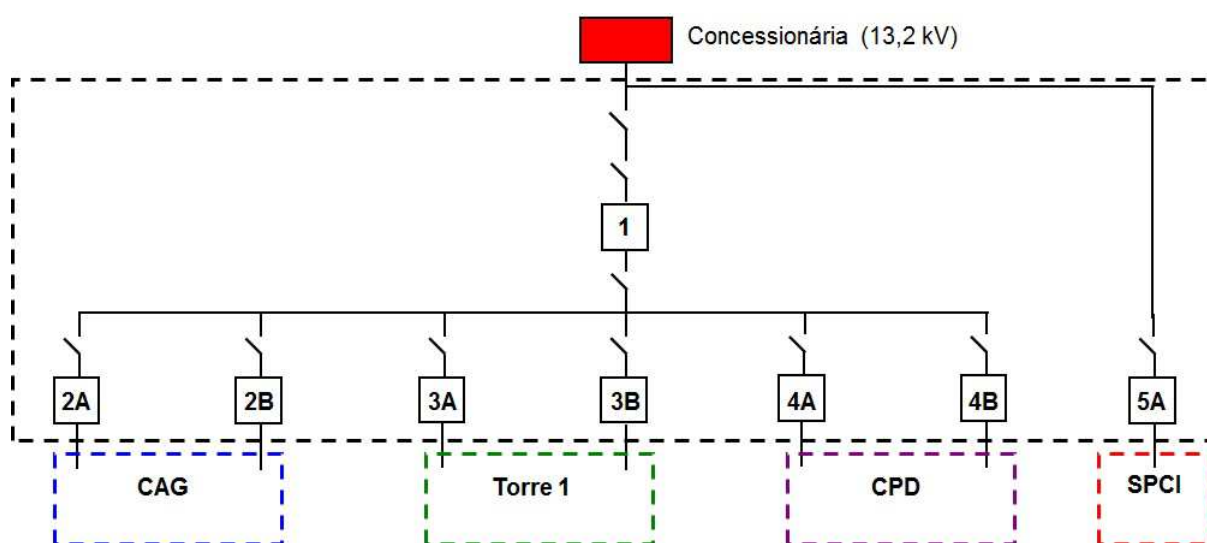 Concessionária (13,2 kV)
1
2A 2B 3A 3B 4A 4B 5A
CAG Torre 1 CPD SPCI